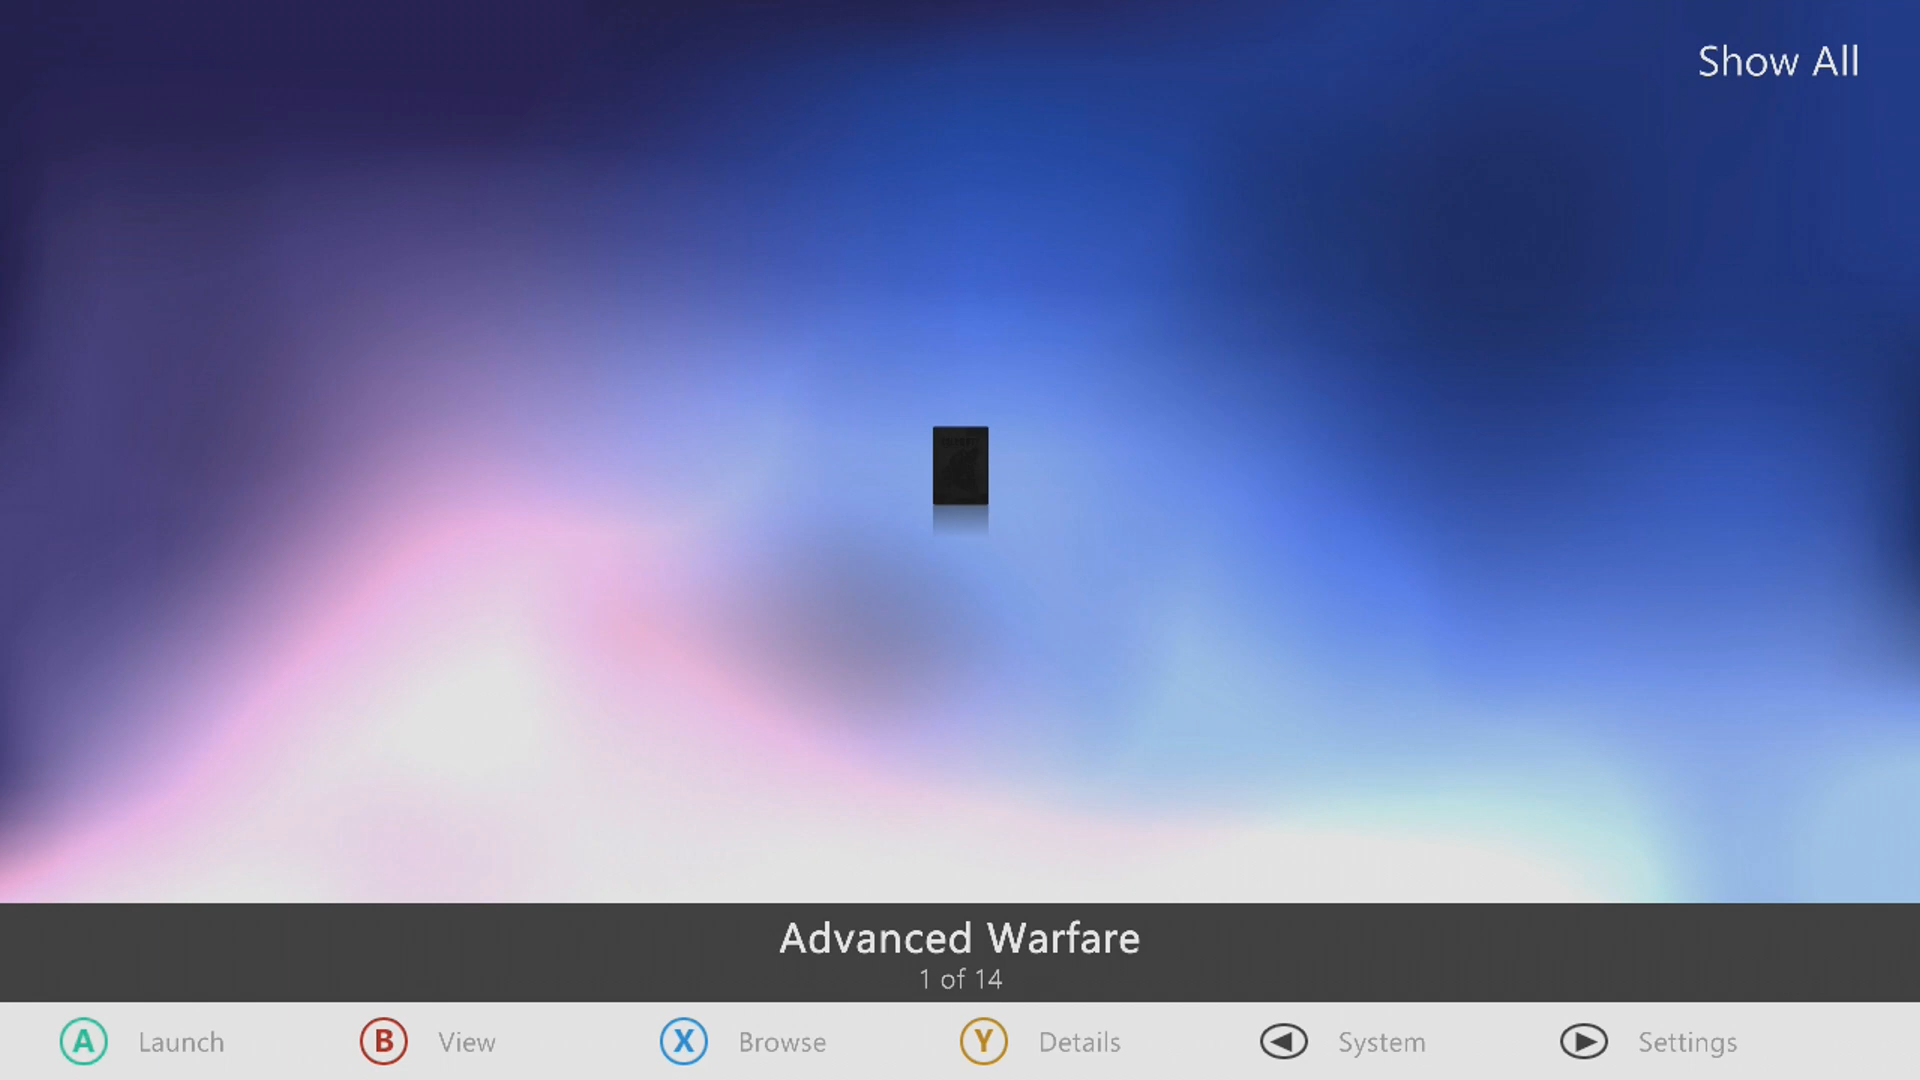 Show All
Advanced Warfare
1 of 14
A Launch B View X Browse Y Details System Settings